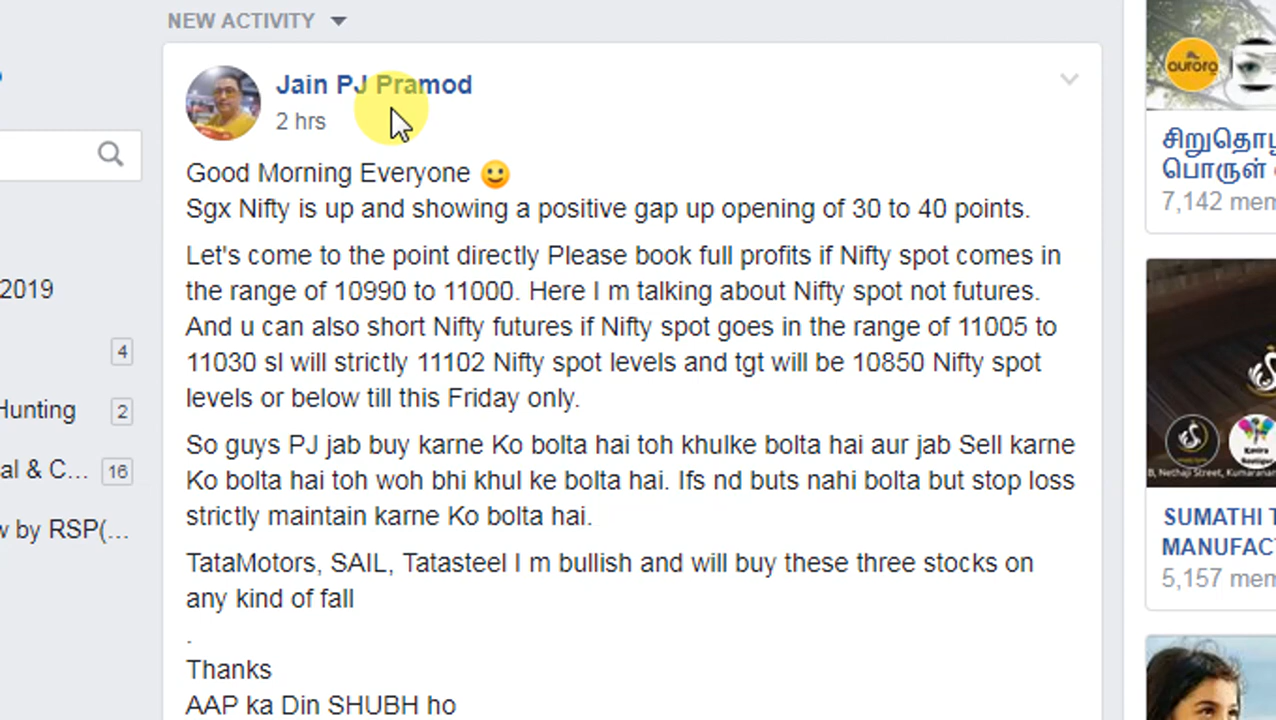 NEW ACTIVITY
Jain PJ Pramod
2 hrs
Good Morning Everyone 🙂
Sgx Nifty is up and showing a positive gap up opening of 30 to 40 points.
Let's come to the point directly Please book full profits if Nifty spot comes in
the range of 10990 to 11000. Here I m talking about Nifty spot not futures.
And u can also short Nifty futures if Nifty spot goes in the range of 11005 to
11030 sl will strictly 11102 Nifty spot levels and tgt will be 10850 Nifty spot
levels or below till this Friday only.
So guys PJ jab buy karne Ko bolta hai toh khulke bolta hai aur jab Sell karne
Ko bolta hai toh woh bhi khul ke bolta hai. Ifs nd buts nahi bolta but stop loss
strictly maintain karne Ko bolta hai.
TataMotors, SAIL, Tatasteel I m bullish and will buy these three stocks on
any kind of fall
.
Thanks
AAP ka Din SHUBH ho
2019
4
Hunting
2
al & C...
16
w by RSP(...
aurora
சிறுதொ
பொருள்
7,142 mem
B, Nethaji Street, Kumaranan
SUMATHI T
MANUFACT
5,157 mem